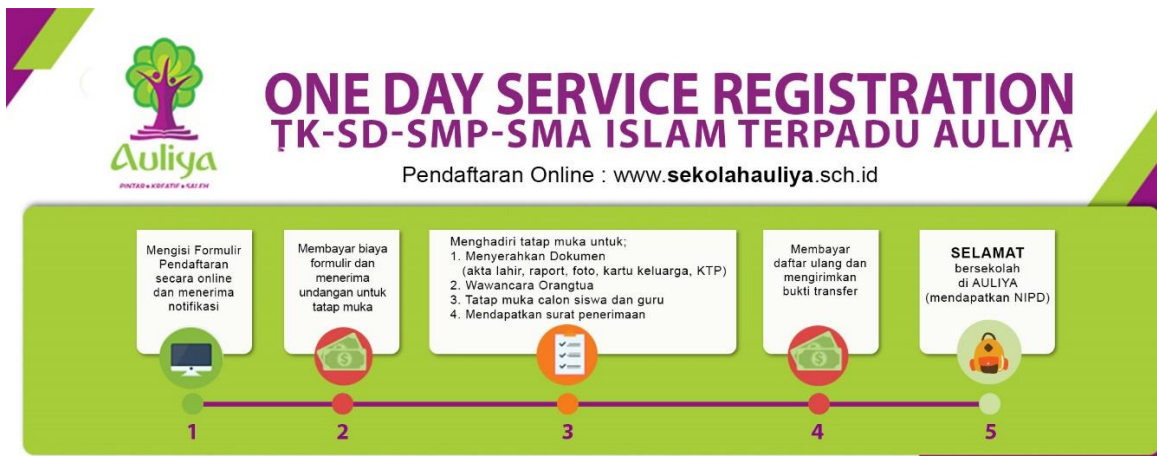 Auliya
PINTAR • KREATIF • SALEH
ONE DAY SERVICE REGISTRATION
TK-SD-SMP-SMA ISLAM TERPADU AULIYA
Pendaftaran Online : www.sekolahauliya.sch.id
Mengisi Formulir
Pendaftaran
secara online
dan menerima
notifikasi
Membayar biaya
formulir dan
menerima
undangan untuk
tatap muka
Menghadiri tatap muka untuk;
1. Menyerahkan Dokumen
(akta lahir, raport, foto, kartu keluarga, KTP)
2. Wawancara Orangtua
3. Tatap muka calon siswa dan guru
4. Mendapatkan surat penerimaan
Membayar
daftar ulang dan
mengirimkan
bukti transfer
SELAMAT
bersekolah
di AULIYA
(mendapatkan NIPD)
1
2
3
4
5